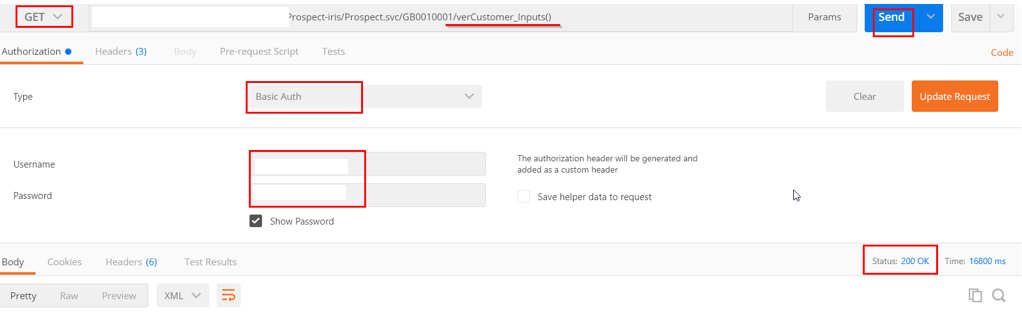 GET Prospect-iris/Prospect.svc/GB0010001/verCustomer_Inputs() Params Send Save
Authorization Headers (3) Body Pre-request Script Tests Code
Type Basic Auth Clear Update Request
Username
The authorization header will be generated and
added as a custom header
Password Save helper data to request
Show Password
Body Cookies Headers (6) Test Results Status: 200 OK Time: 16800 ms
Pretty Raw Preview XML